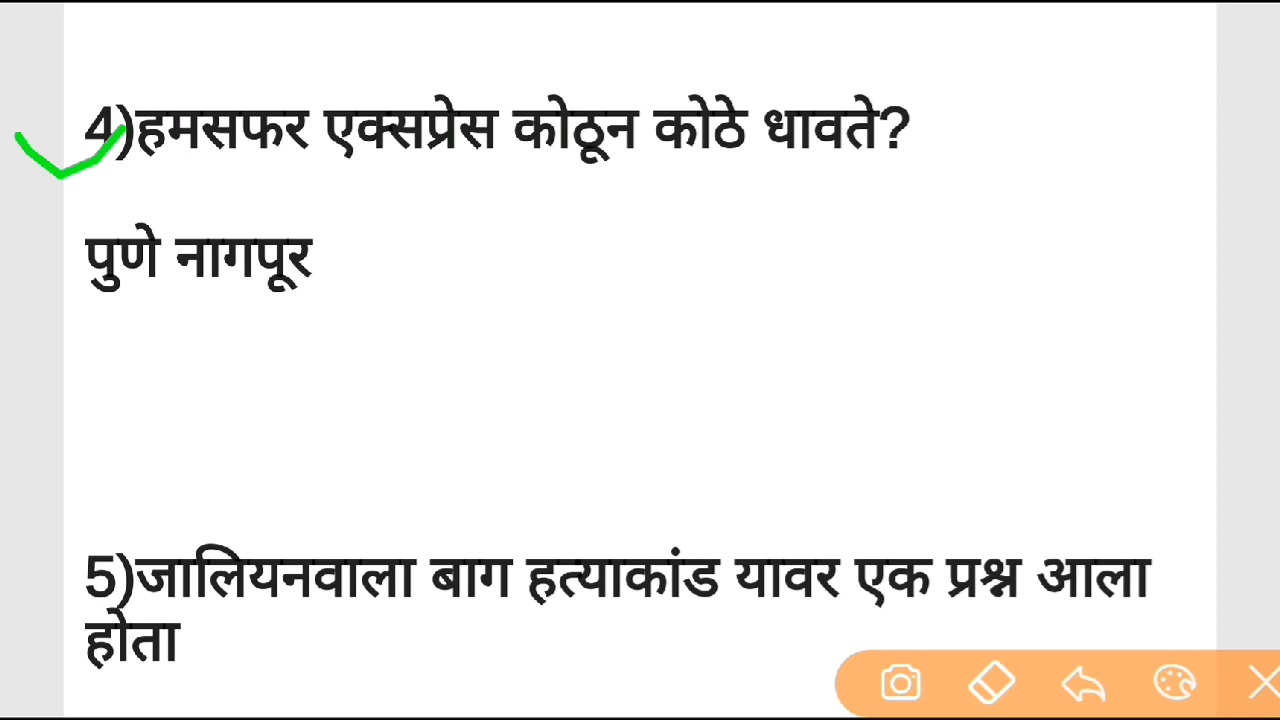 4)हमसफर एक्सप्रेस कोठून कोठे धावते?
पुणे नागपूर
5)जालियनवाला बाग हत्याकांड यावर एक प्रश्न आला
होता